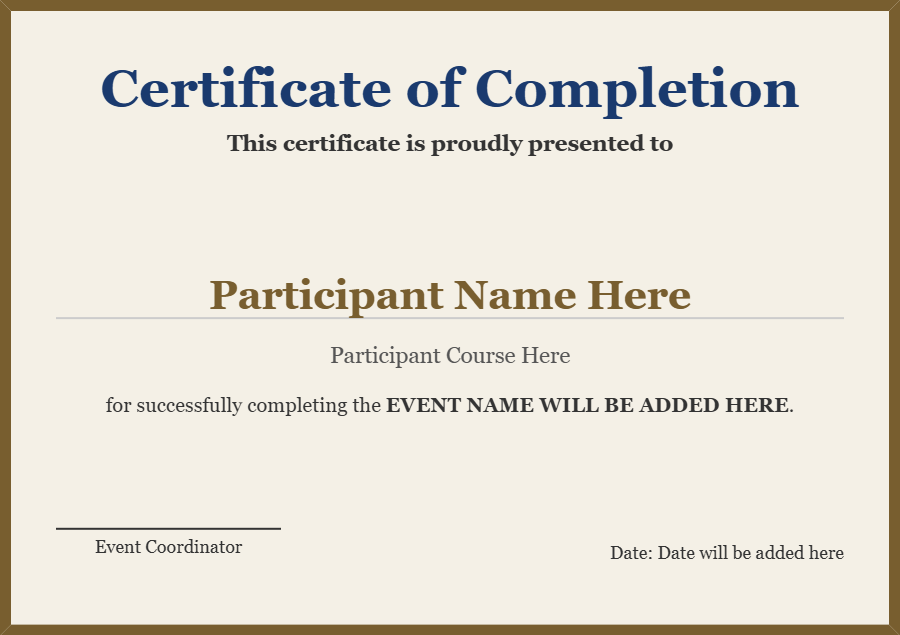 Certificate of Completion
This certificate is proudly presented to
Participant Name Here
Participant Course Here
for successfully completing the EVENT NAME WILL BE ADDED HERE.
Event Coordinator
Date: Date will be added here